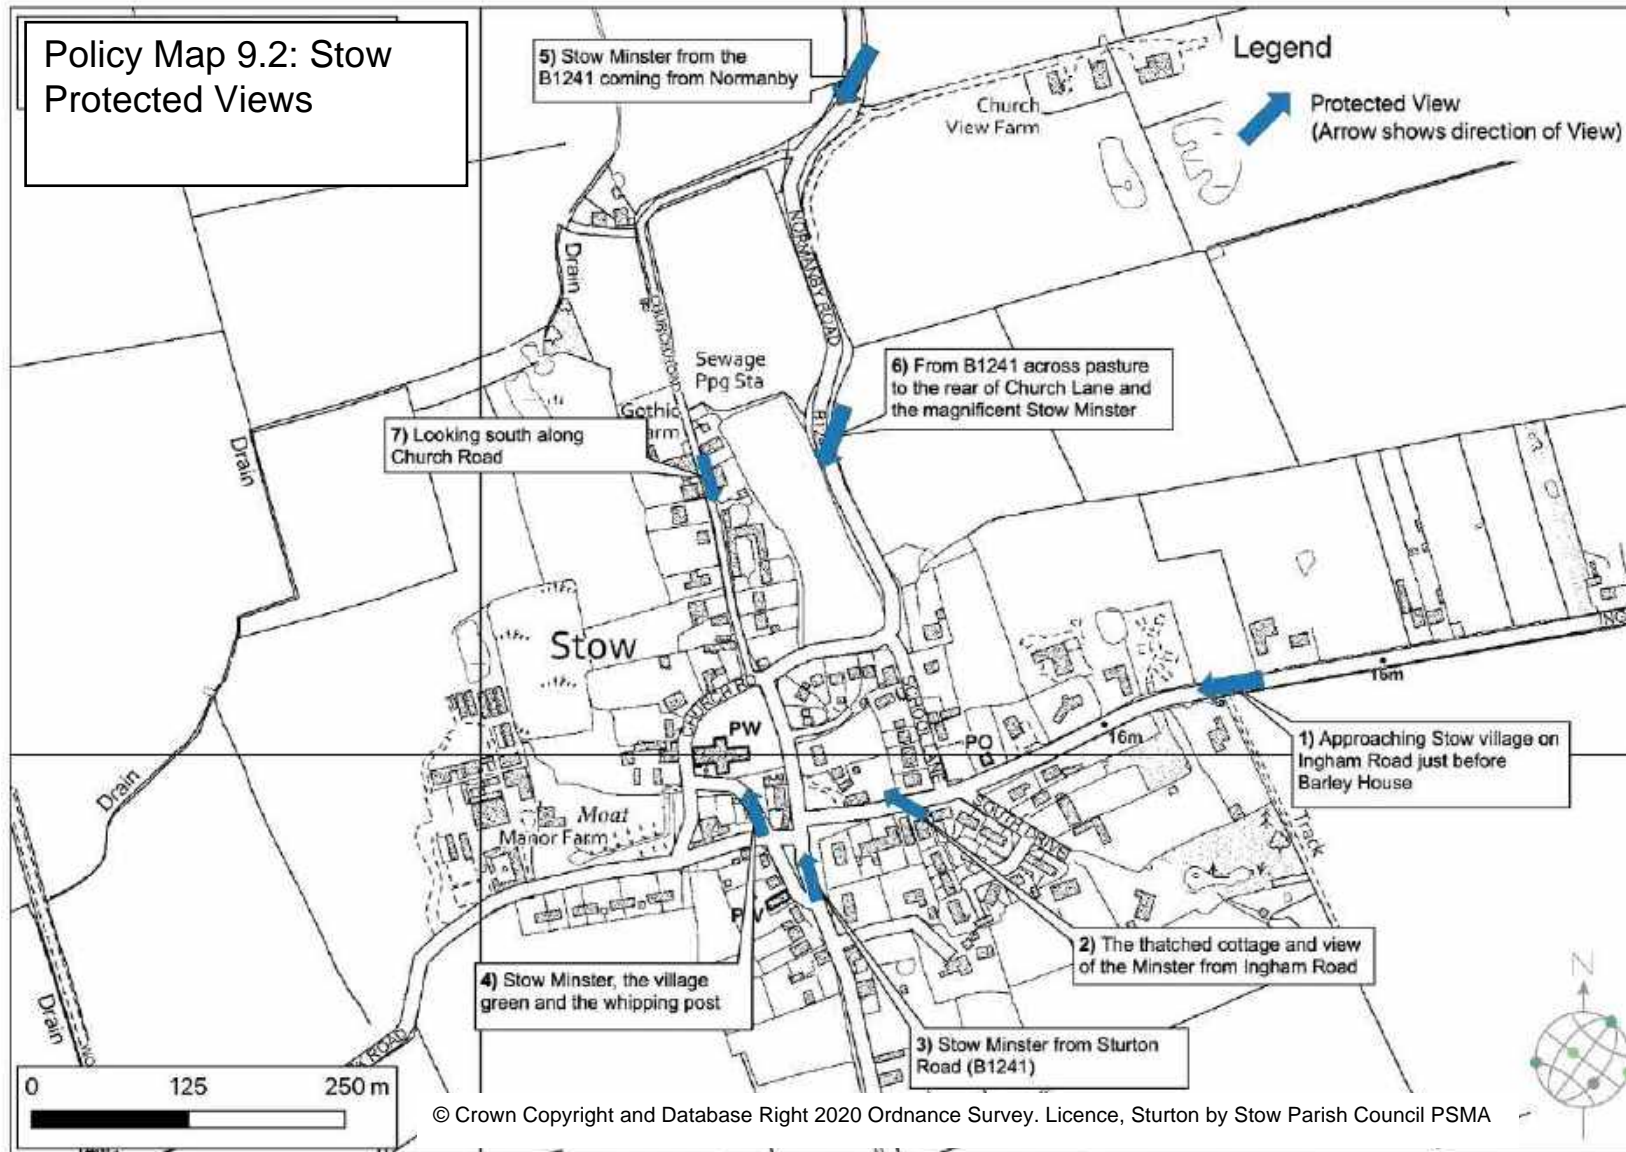 Policy Map 9.2: Stow
Protected Views
5) Stow Minster from the
B1241 coming from Normanby
Legend
Protected View
(Arrow shows direction of View)
Church
View Farm
Drain
NORMANBY ROAD
CHURCH ROAD
Sewage
Ppg Sta
6) From B1241 across pasture
to the rear of Church Lane and
the magnificent Stow Minster
Gothic
7) Looking south along
Church Road
Drain
Stow
16m
PW
PO
16m
1) Approaching Stow village on
Ingham Road just before
Barley House
Drain
Moat
Manor Farm
Track
2) The thatched cottage and view
of the Minster from Ingham Road
4) Stow Minster, the village
green and the whipping post
3) Stow Minster from Sturton
Road (B1241)
Drain
ROAD
N
0 125 250 m
© Crown Copyright and Database Right 2020 Ordnance Survey. Licence, Sturton by Stow Parish Council PSMA